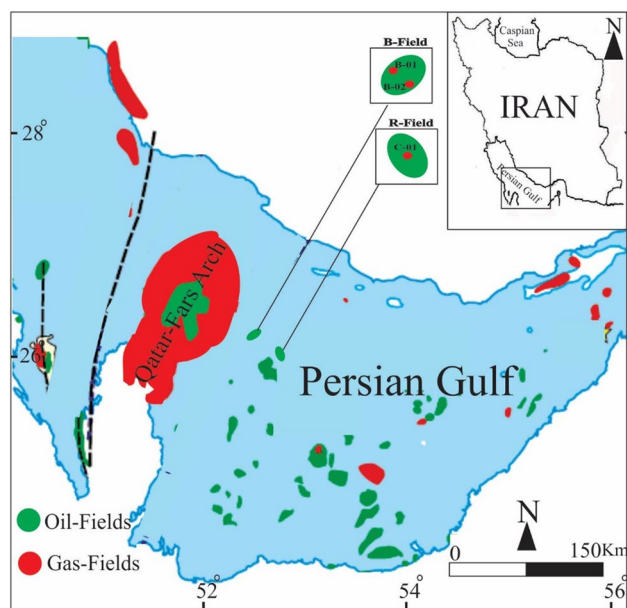 B-Field
B-01
B-02
R-Field
C-01
Caspian
Sea
N
IRAN
Persian Gulf
28°
26°
Qatar-Fars Arch
Persian Gulf
Oil-Fields
Gas-Fields
N
0 150Km
52° 54° 56°